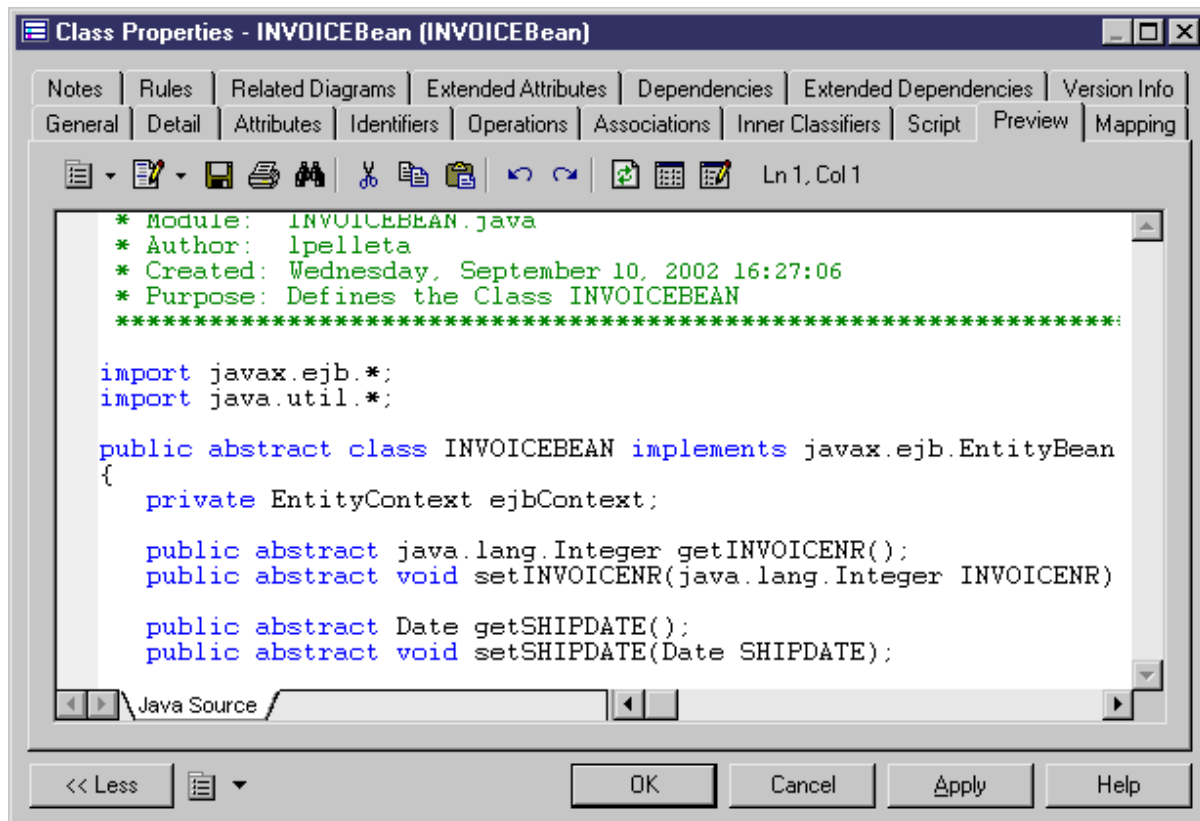 Class Properties - INVOICEBean (INVOICEBean)
Notes Rules Related Diagrams Extended Attributes Dependencies Extended Dependencies Version Info
General Detail Attributes Identifiers Operations Associations Inner Classifiers Script Preview Mapping
Ln 1, Col 1
* Module:  INVOICEBEAN.java
* Author:  lpelleta
* Created: Wednesday, September 10, 2002 16:27:06
* Purpose: Defines the Class INVOICEBEAN
*****************************************************************
import javax.ejb.*;
import java.util.*;
public abstract class INVOICEBEAN implements javax.ejb.EntityBean
{
private EntityContext ejbContext;
public abstract java.lang.Integer getINVOICENR();
public abstract void setINVOICENR(java.lang.Integer INVOICENR)
public abstract Date getSHIPDATE();
public abstract void setSHIPDATE(Date SHIPDATE);
Java Source
<< Less OK Cancel Apply Help